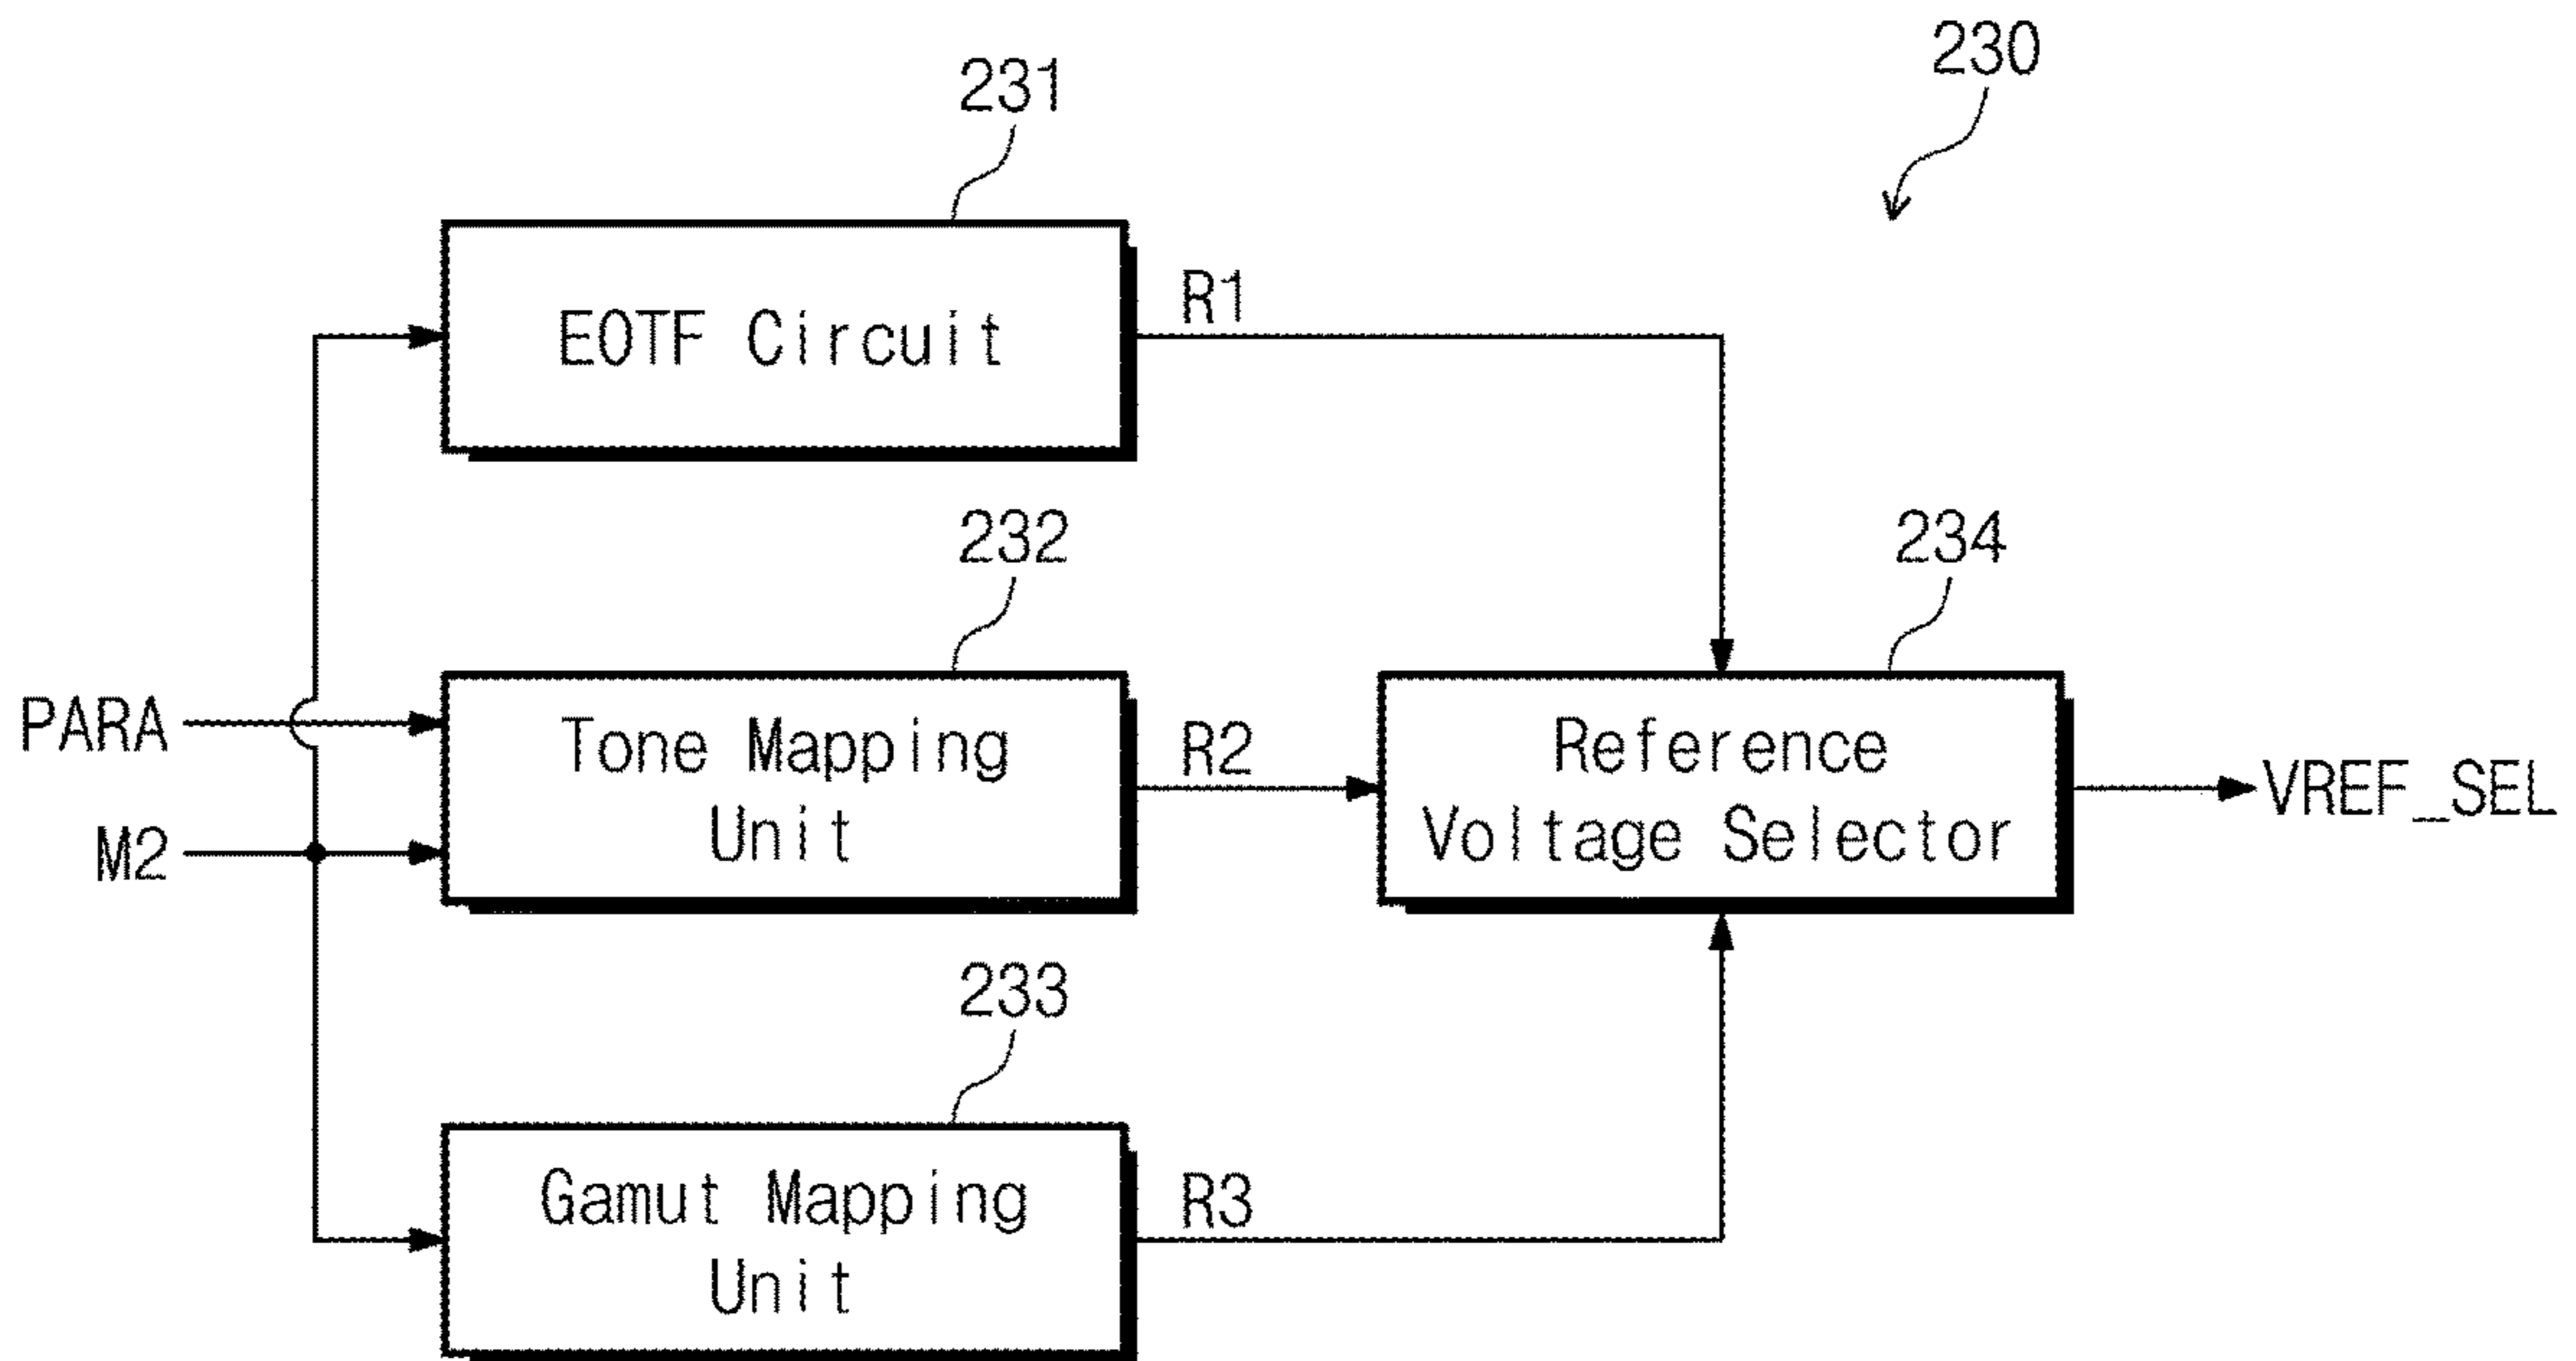 230
231
EOTF Circuit
R1
232
234
PARA
M2
Tone Mapping
Unit
R2
Reference
Voltage Selector
VREF_SEL
233
Gamut Mapping
Unit
R3